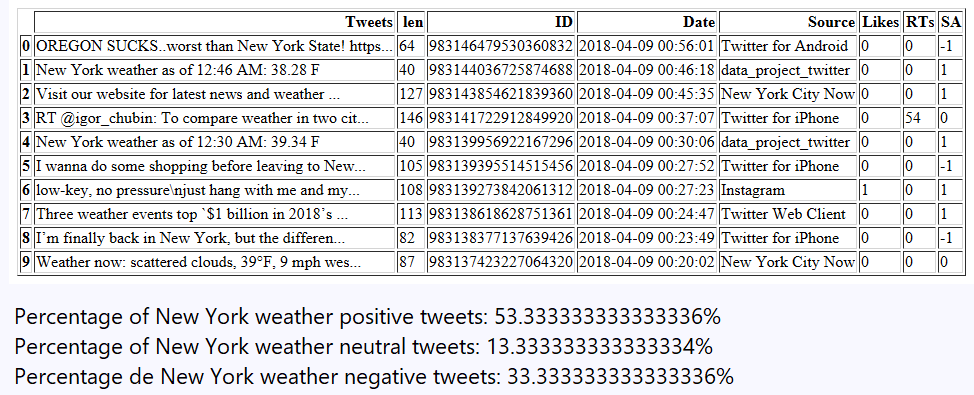 Tweets len ID Date Source Likes RTs SA
0 OREGON SUCKS..worst than New York State! https... 64 983146479530360832 2018-04-09 00:56:01 Twitter for Android 0 0 -1
1 New York weather as of 12:46 AM: 38.28 F 40 983144036725874688 2018-04-09 00:46:18 data_project_twitter 0 0 1
2 Visit our website for latest news and weather ... 127 983143854621839360 2018-04-09 00:45:35 New York City Now 0 0 1
3 RT @igor_chubin: To compare weather in two cit... 146 983141722912849920 2018-04-09 00:37:07 Twitter for iPhone 0 54 0
4 New York weather as of 12:30 AM: 39.34 F 40 983139956922167296 2018-04-09 00:30:06 data_project_twitter 0 0 1
5 I wanna do some shopping before leaving to New... 105 983139395514515456 2018-04-09 00:27:52 Twitter for iPhone 0 0 -1
6 low-key, no pressure\njust hang with me and my... 108 983139273842061312 2018-04-09 00:27:23 Instagram 1 0 1
7 Three weather events top `$1 billion in 2018’s ... 113 983138618628751361 2018-04-09 00:24:47 Twitter Web Client 0 0 1
8 I’m finally back in New York, but the differen... 82 983138377137639426 2018-04-09 00:23:49 Twitter for iPhone 0 0 -1
9 Weather now: scattered clouds, 39°F, 9 mph wes... 87 983137423227064320 2018-04-09 00:20:02 New York City Now 0 0 0
Percentage of New York weather positive tweets: 53.333333333333336%
Percentage of New York weather neutral tweets: 13.333333333333334%
Percentage de New York weather negative tweets: 33.333333333333336%